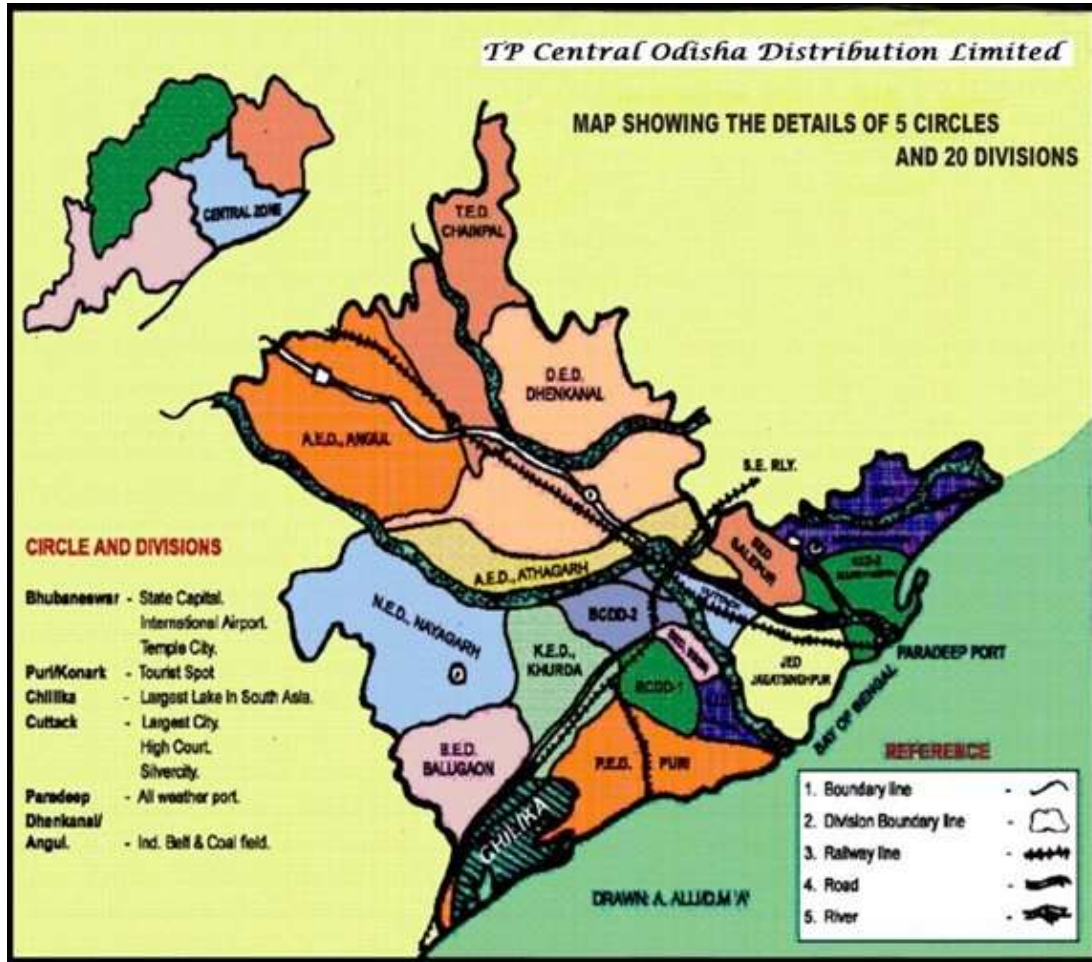 TP Central Odisha Distribution Limited
MAP SHOWING THE DETAILS OF 5 CIRCLES
AND 20 DIVISIONS
CENTRAL ZONE
T.E.D.
CHAINPAL
D.E.D.
DHENKANAL
A.E.D., ANGUL
S.E. RLY.
SED
SALEPUR
A.E.D., ATHAGARH
N.E.D., NAYAGARH
BCDD-2
K.E.D.,
KHURDA
BCDD-1
JED
JAGATSINGHPUR
PARADEEP PORT
B.E.D.
BALUGAON
P.E.D. PURI
CHILIKA
BAY OF BENGAL
CIRCLE AND DIVISIONS
Bhubaneswar - State Capital.
International Airport.
Temple City.
Puri/Konark - Tourist Spot
Chilika - Largest Lake in South Asia.
Cuttack - Largest City.
High Court.
Silvercity.
Paradeep - All weather port.
Dhenkanal/
Angul. - Ind. Belt & Coal field.
REFERENCE
1. Boundary line -
2. Division Boundary line -
3. Railway line -
4. Road -
5. River -
DRAWN: A. ALLI/D.M 'A'